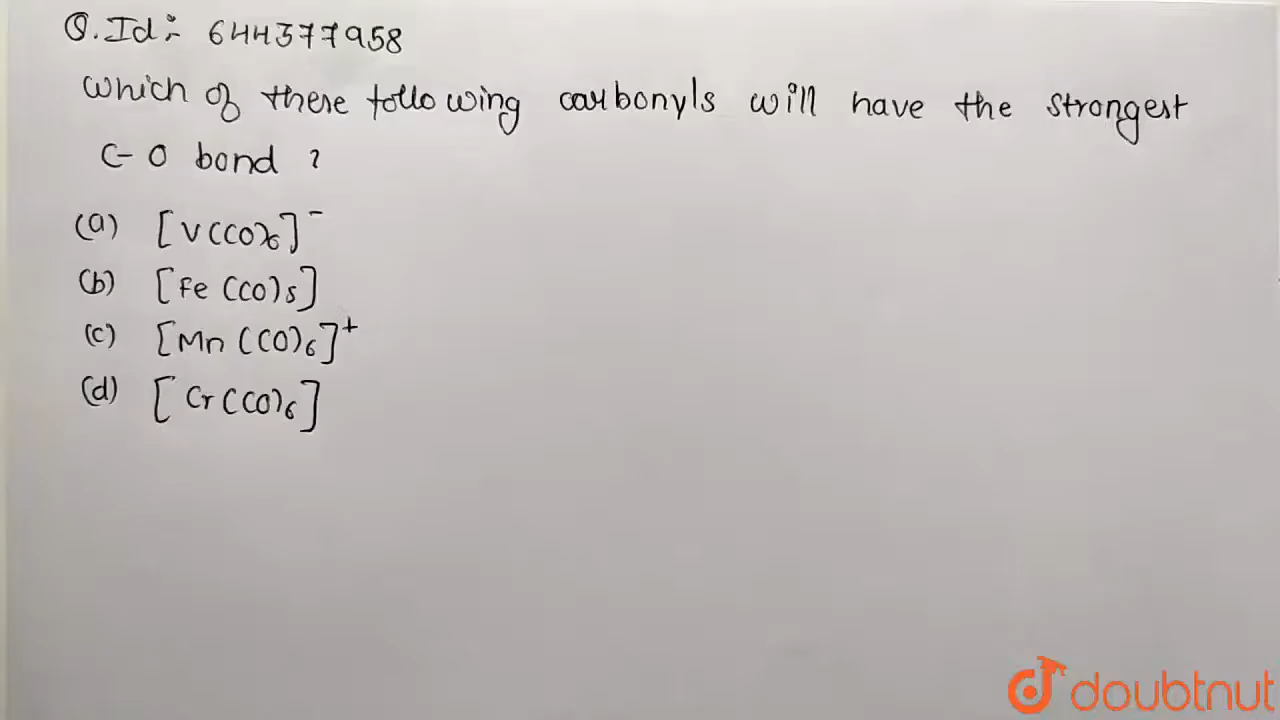 Q.Id:- 644377958
Which of these following carbonyls will have the strongest
C-O bond ?
(a) [V(CO)6]⁻
(b) [Fe(CO)5]
(c) [Mn(CO)6]⁺
(d) [Cr(CO)6]
doubtnut